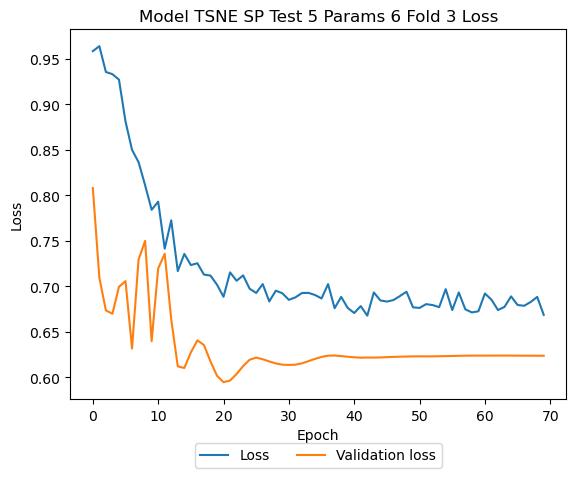 Model TSNE SP Test 5 Params 6 Fold 3 Loss
Loss
0.95
0.90
0.85
0.80
0.75
0.70
0.65
0.60
0 10 20 30 40 50 60 70
Epoch
Loss Validation loss